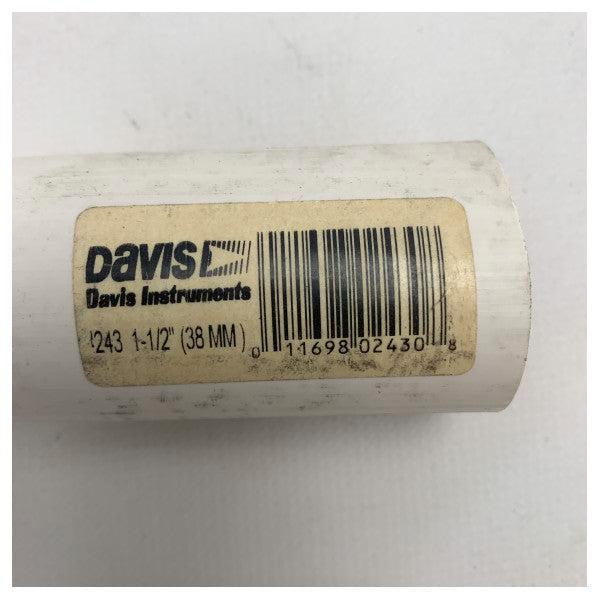 DAVIS
Davis Instruments
243 1-1/2" (38 MM)
0 11698 02430 8